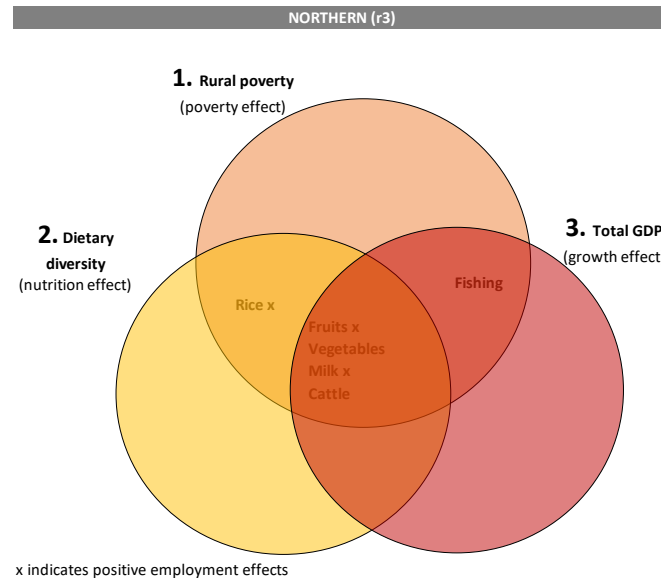 NORTHERN (r3)
1. Rural poverty
(poverty effect)
2. Dietary
diversity
(nutrition effect)
3. Total GDP
(growth effect
Fishing
Rice x
Fruits x
Vegetables
Milk x
Cattle
x indicates positive employment effects